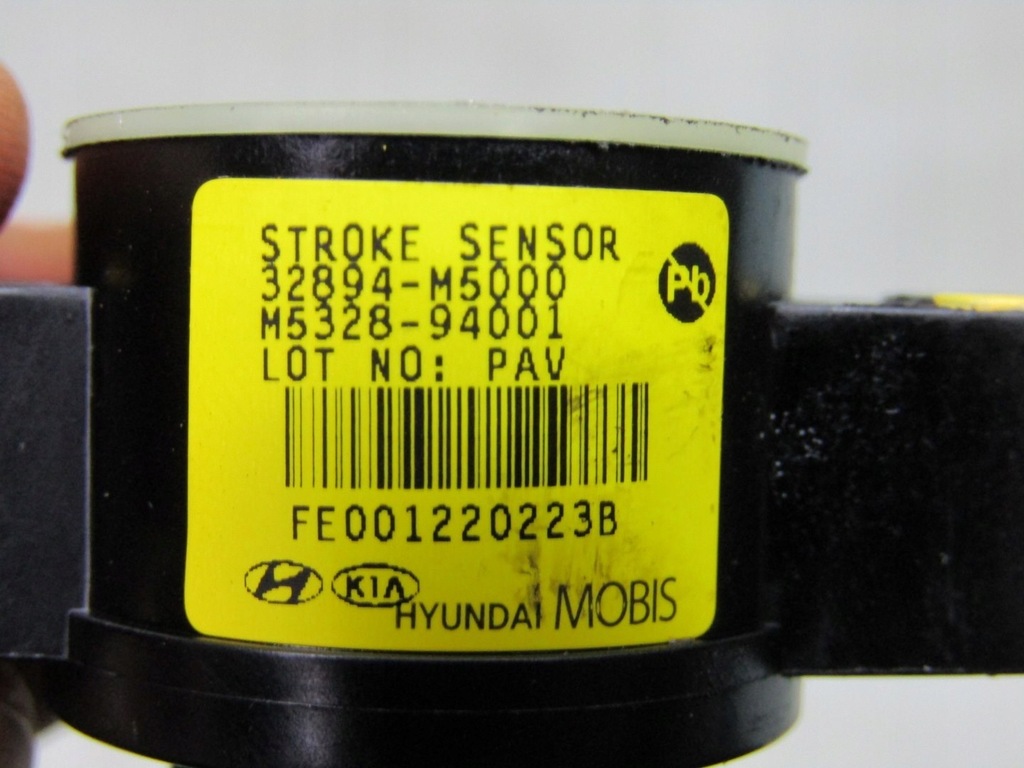 STROKE SENSOR
32894-M5000
Pb
M5328-94001
LOT NO: PAV
FE001220223B
H KIA
HYUNDAI MOBIS